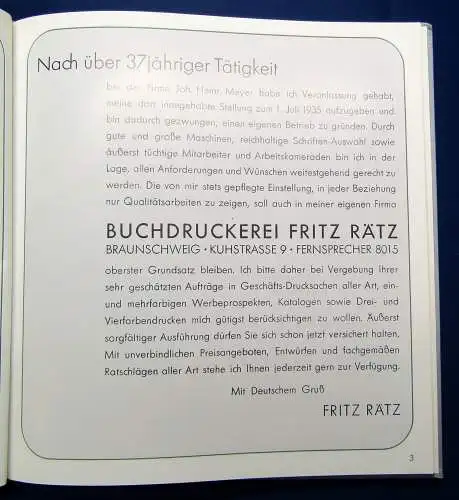 Nach über 37jähriger Tätigkeit
bei der Firma Joh. Heinr. Meyer habe ich Veranlassung gehabt,
meine dort innegehabte Stellung zum 1. Juli 1935 aufzugeben und
bin dadurch gezwungen, einen eigenen Betrieb zu gründen. Durch
gute und große Maschinen, reichhaltige Schriften-Auswahl sowie
äußerst tüchtige Mitarbeiter und Arbeitskameraden bin ich in der
Lage, allen Anforderungen und Wünschen weitestgehend gerecht zu
werden. Die von mir stets gepflegte Einstellung, in jeder Beziehung
nur Qualitätsarbeiten zu zeigen, soll auch in meiner eigenen Firma
BUCHDRUCKEREI FRITZ RÄTZ
BRAUNSCHWEIG · KUHSTRASSE 9 · FERNSPRECHER 8015
oberster Grundsatz bleiben. Ich bitte daher bei Vergebung Ihrer
sehr geschätzten Aufträge in Geschäfts-Drucksachen aller Art, ein-
und mehrfarbigen Werbeprospekten, Katalogen sowie Drei- und
Vierfarbendrucken mich gütigst berücksichtigen zu wollen. Äußerst
sorgfältiger Ausführung dürfen Sie sich schon jetzt versichert halten.
Mit unverbindlichen Preisangeboten, Entwürfen und fachgemäßen
Ratschlägen aller Art stehe ich Ihnen jederzeit gern zur Verfügung.
Mit Deutschem Gruß
FRITZ RÄTZ
3